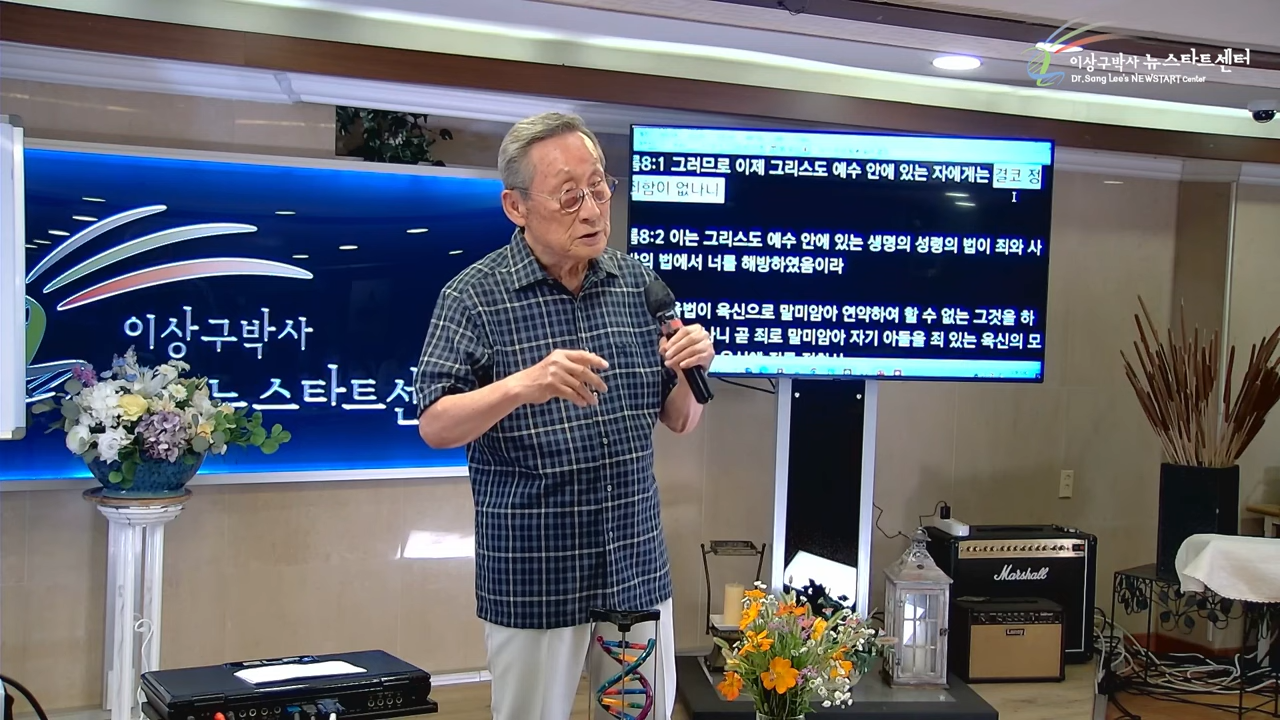 이상구박사 뉴스타트센터
Dr. Sang Lee's NEWSTART Center
롬8:1 그러므로 이제 그리스도 예수 안에 있는 자에게는 결코 정
죄함이 없나니
롬8:2 이는 그리스도 예수 안에 있는 생명의 성령의 법이 죄와 사
망의 법에서 너를 해방하였음이라
율법이 육신으로 말미암아 연약하여 할 수 없는 그것을 하
나니 곧 죄로 말미암아 자기 아들을 죄 있는 육신의 모
이상구박사
뉴스타트센
Marshall
Laney